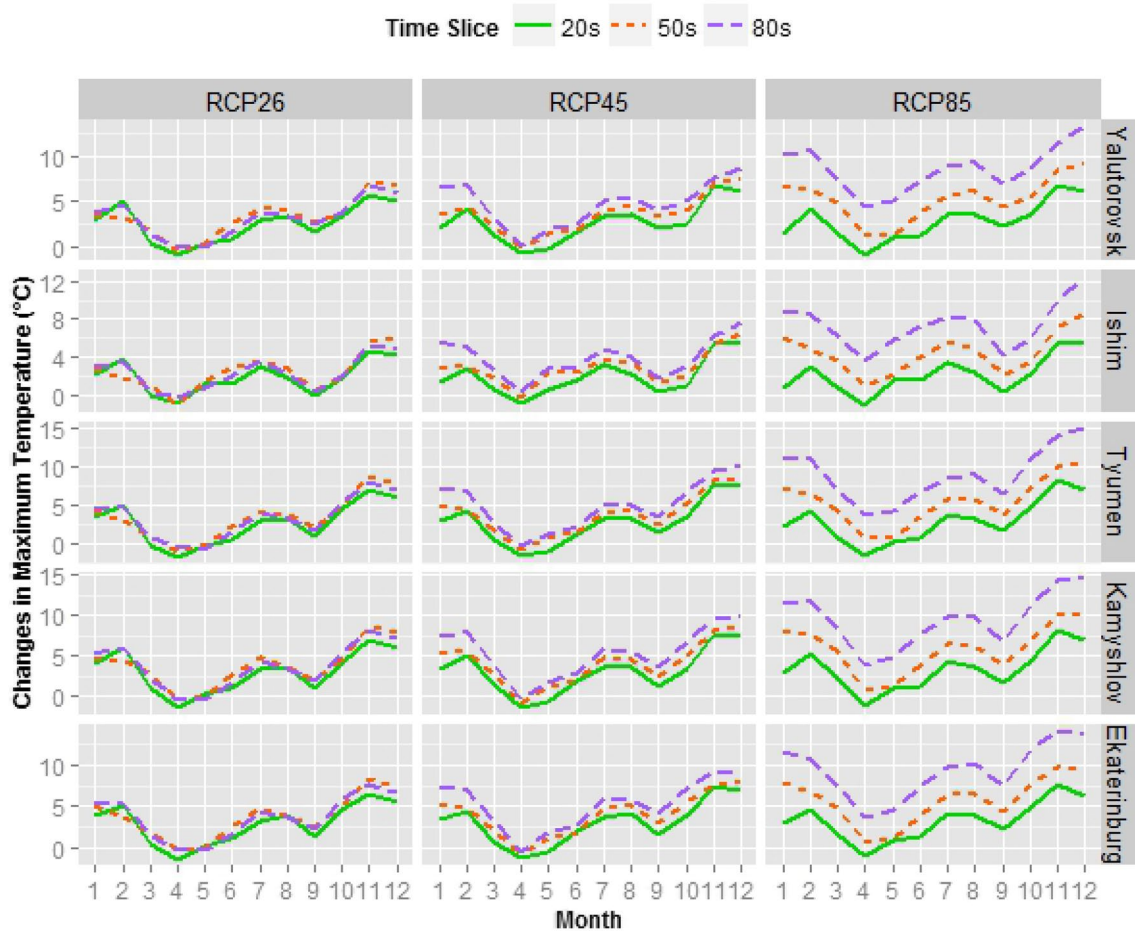 Time Slice 20s 50s 80s
RCP26 RCP45 RCP85
Changes in Maximum Temperature (°C)
10
5
0
Yalutorovsk
12
8
4
0
Ishim
15
10
5
0
Tyumen
15
10
5
0
Kamyshlov
10
5
0
Ekaterinburg
1 2 3 4 5 6 7 8 9 10 11 12 1 2 3 4 5 6 7 8 9 10 11 12 1 2 3 4 5 6 7 8 9 10 11 12
Month